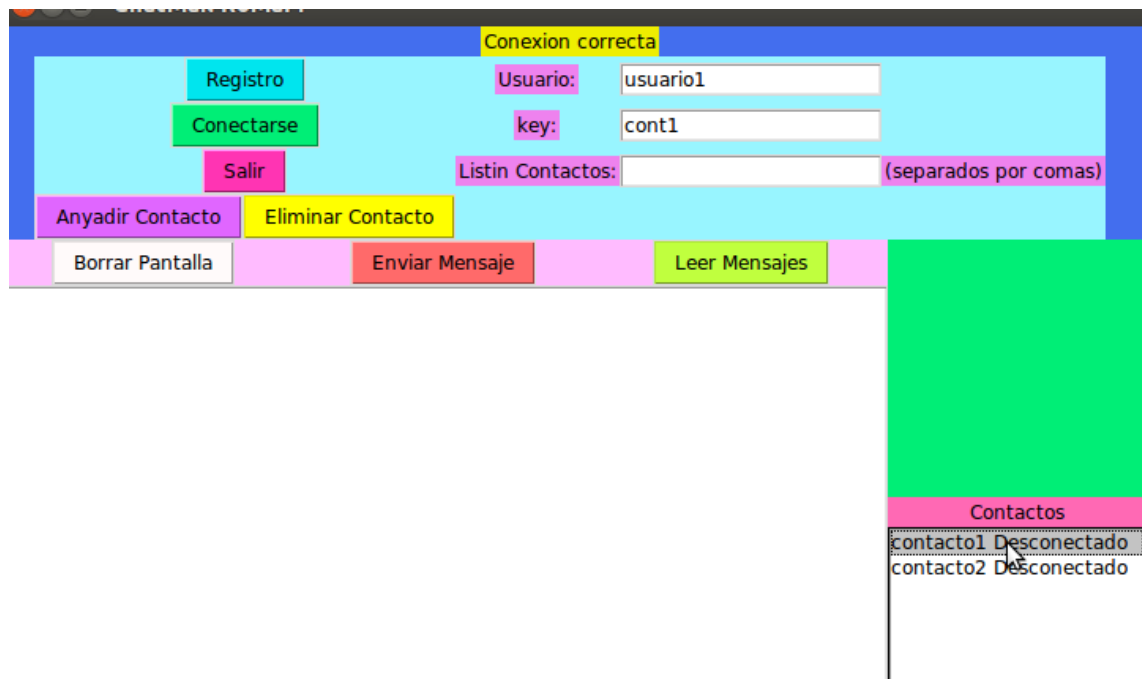 Conexion correcta
Registro Usuario: usuario1
Conectarse key: cont1
Salir Listin Contactos: (separados por comas)
Anyadir Contacto Eliminar Contacto
Borrar Pantalla Enviar Mensaje Leer Mensajes
Contactos
contacto1 Desconectado
contacto2 Desconectado